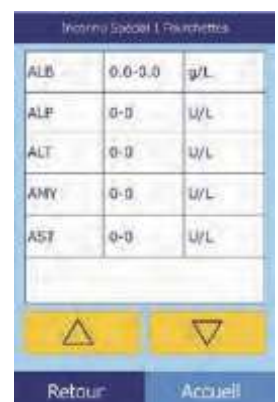 Inconnu Spécial 1 Fourchettes
ALB 0.0-0.0 g/L
ALP 0-0 U/L
ALT 0-0 U/L
AMY 0-0 U/L
AST 0-0 U/L
Retour Accueil